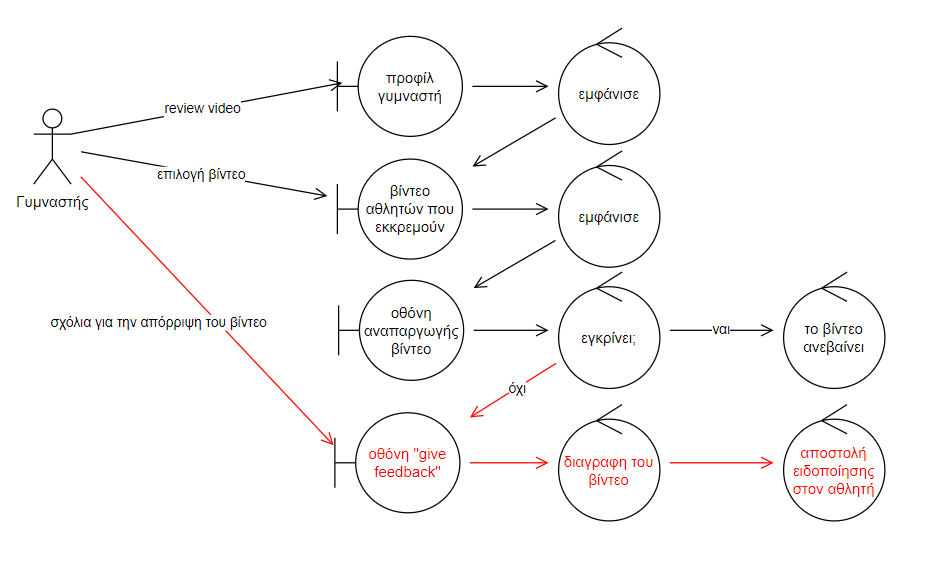 προφίλ
γυμναστή
εμφάνισε
review video
Γυμναστής
επιλογή βίντεο
βίντεο
αθλητών που
εκκρεμούν
εμφάνισε
σχόλια για την απόρριψη του βίντεο
οθόνη
αναπαργωγής
βίντεο
εγκρίνει;
ναι
το βίντεο
ανεβαίνει
όχι
οθόνη "give
feedback"
διαγραφη του
βίντεο
αποστολή
ειδοποίησης
στον αθλητή